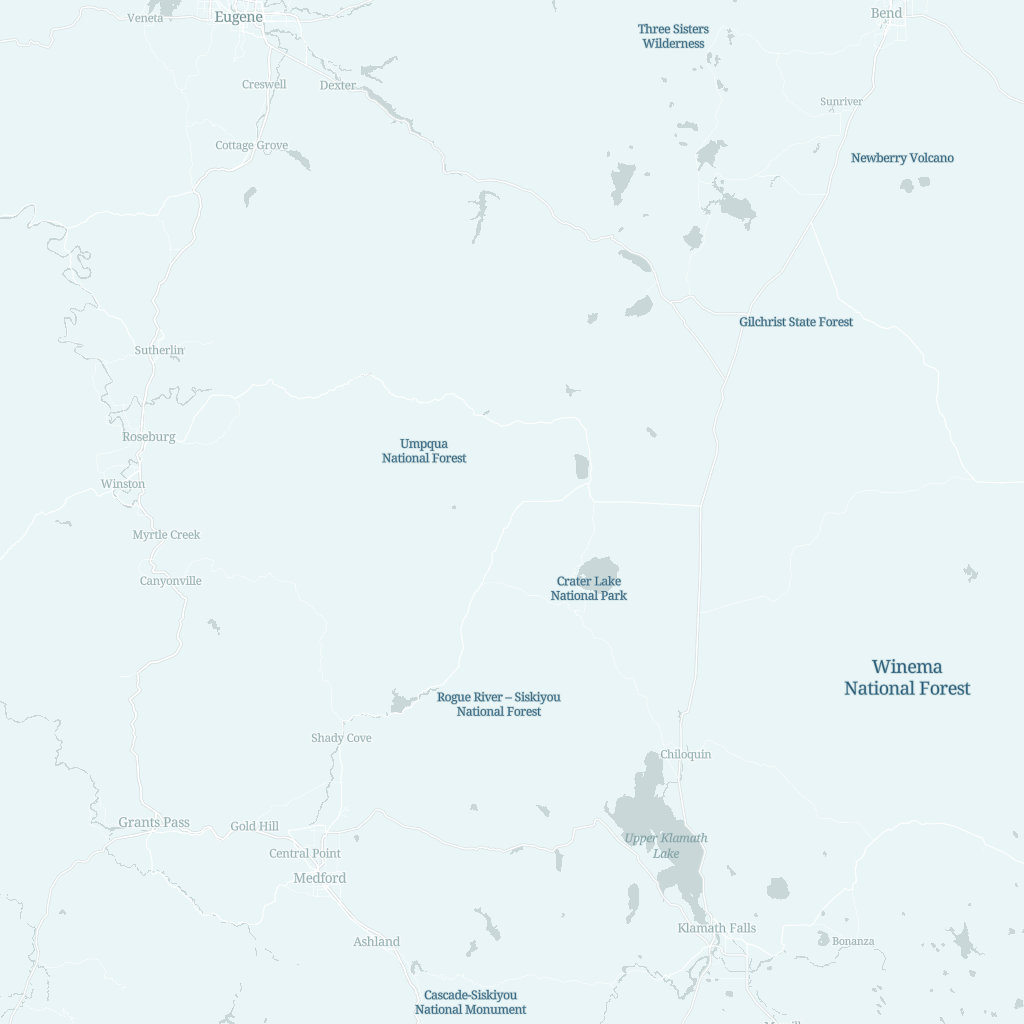 Veneta
Eugene
Three Sisters
Wilderness
Bend
Creswell
Dexter
Sunriver
Cottage Grove
Newberry Volcano
Gilchrist State Forest
Sutherlin
Roseburg
Umpqua
National Forest
Winston
Myrtle Creek
Canyonville
Crater Lake
National Park
Winema
National Forest
Rogue River – Siskiyou
National Forest
Shady Cove
Chiloquin
Grants Pass
Gold Hill
Upper Klamath
Lake
Central Point
Medford
Klamath Falls
Ashland
Bonanza
Cascade-Siskiyou
National Monument